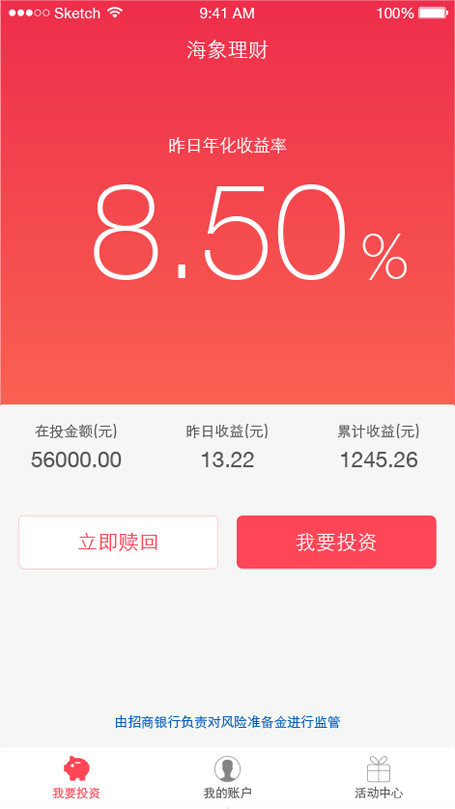 Sketch 9:41 AM 100%
海象理财
昨日年化收益率
8.50%
在投金额(元) 昨日收益(元) 累计收益(元)
56000.00 13.22 1245.26
立即赎回 我要投资
由招商银行负责对风险准备金进行监管
我要投资 我的账户 活动中心